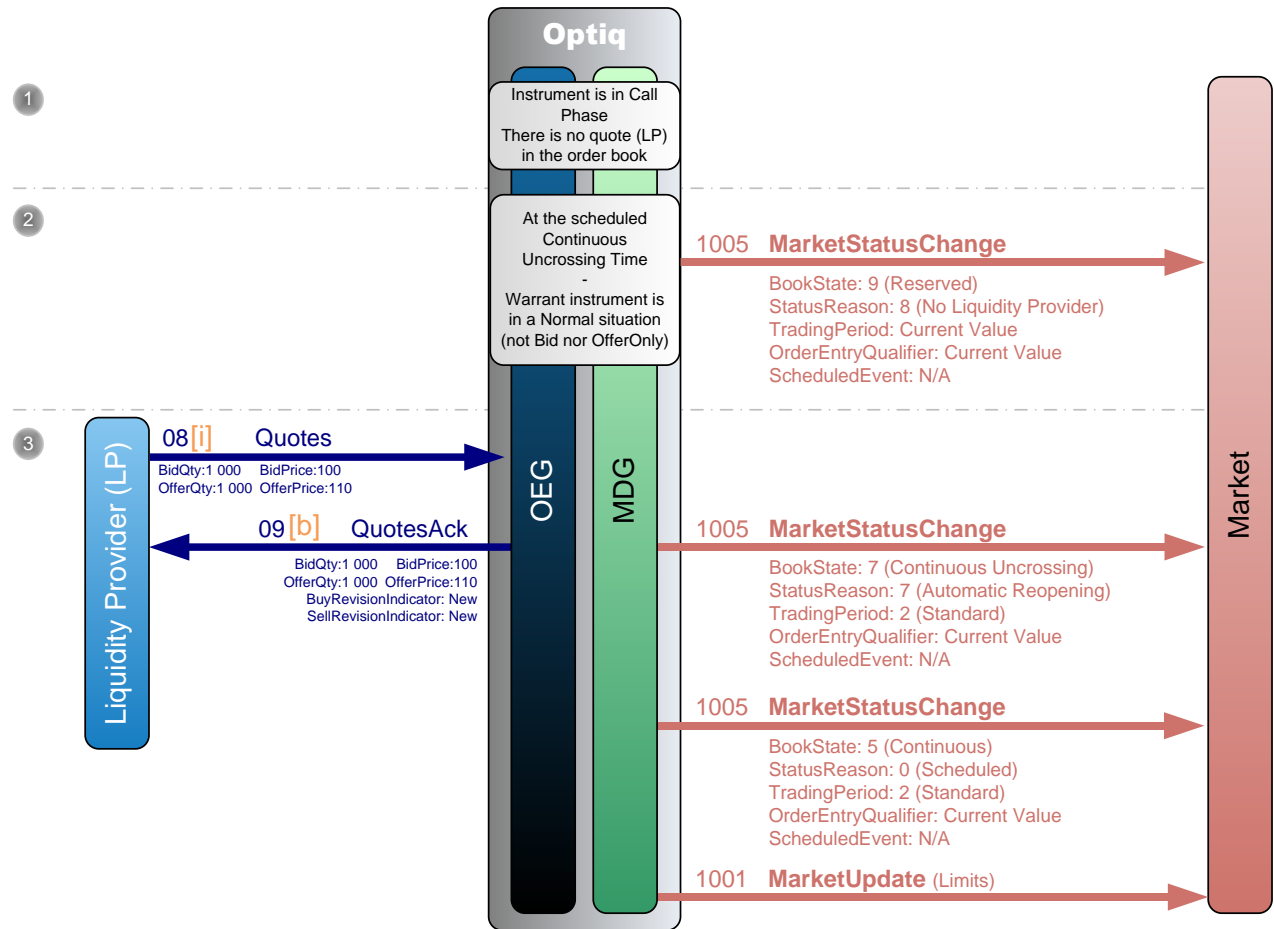 Optiq
1
Instrument is in Call
Phase
There is no quote (LP)
in the order book
2
At the scheduled
Continuous
Uncrossing Time
-
Warrant instrument is
in a Normal situation
(not Bid nor OfferOnly)
1005 MarketStatusChange
BookState: 9 (Reserved)
StatusReason: 8 (No Liquidity Provider)
TradingPeriod: Current Value
OrderEntryQualifier: Current Value
ScheduledEvent: N/A
3
Liquidity Provider (LP)
08[i] Quotes
BidQty:1 000 BidPrice:100
OfferQty:1 000 OfferPrice:110
09[b] QuotesAck
BidQty:1 000 BidPrice:100
OfferQty:1 000 OfferPrice:110
BuyRevisionIndicator: New
SellRevisionIndicator: New
OEG
MDG
1005 MarketStatusChange
BookState: 7 (Continuous Uncrossing)
StatusReason: 7 (Automatic Reopening)
TradingPeriod: 2 (Standard)
OrderEntryQualifier: Current Value
ScheduledEvent: N/A
1005 MarketStatusChange
BookState: 5 (Continuous)
StatusReason: 0 (Scheduled)
TradingPeriod: 2 (Standard)
OrderEntryQualifier: Current Value
ScheduledEvent: N/A
1001 MarketUpdate (Limits)
Market